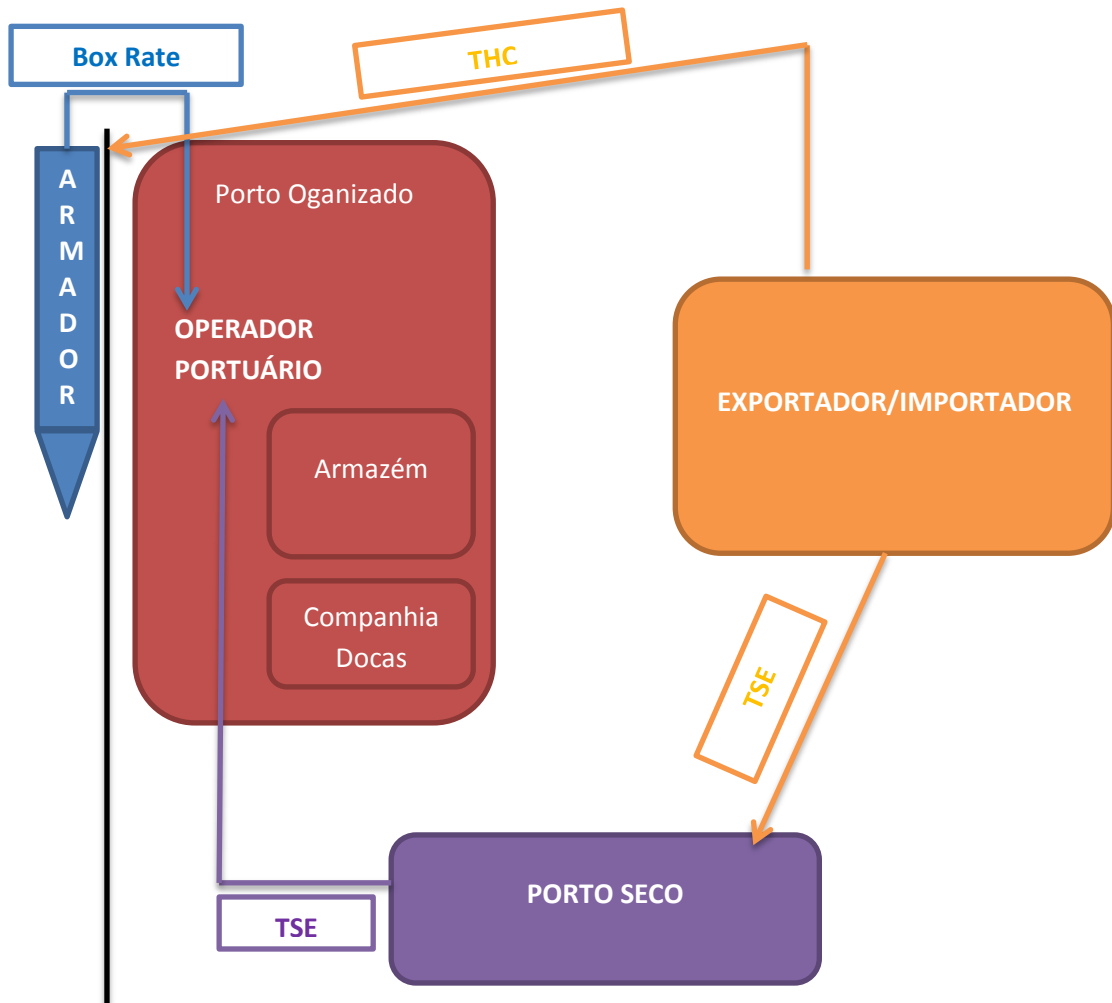 Box Rate
THC
A
R
M
A
D
O
R
Porto Oganizado
OPERADOR
PORTUÁRIO
Armazém
Companhia
Docas
EXPORTADOR/IMPORTADOR
TSE
PORTO SECO
TSE